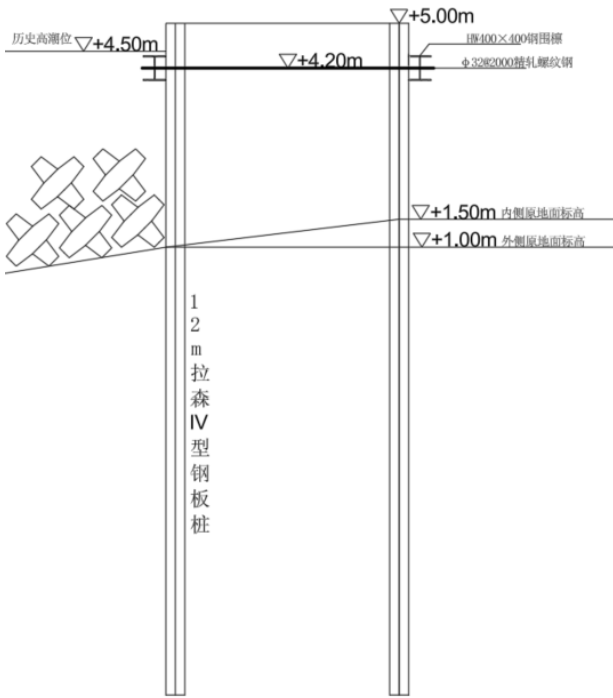 +5.00m
历史高潮位
+4.50m
HW400×400钢围檩
+4.20m
φ32@2000精轧螺纹钢
+1.50m 内侧原地面标高
+1.00m 外侧原地面标高
12m拉森IV型钢板桩